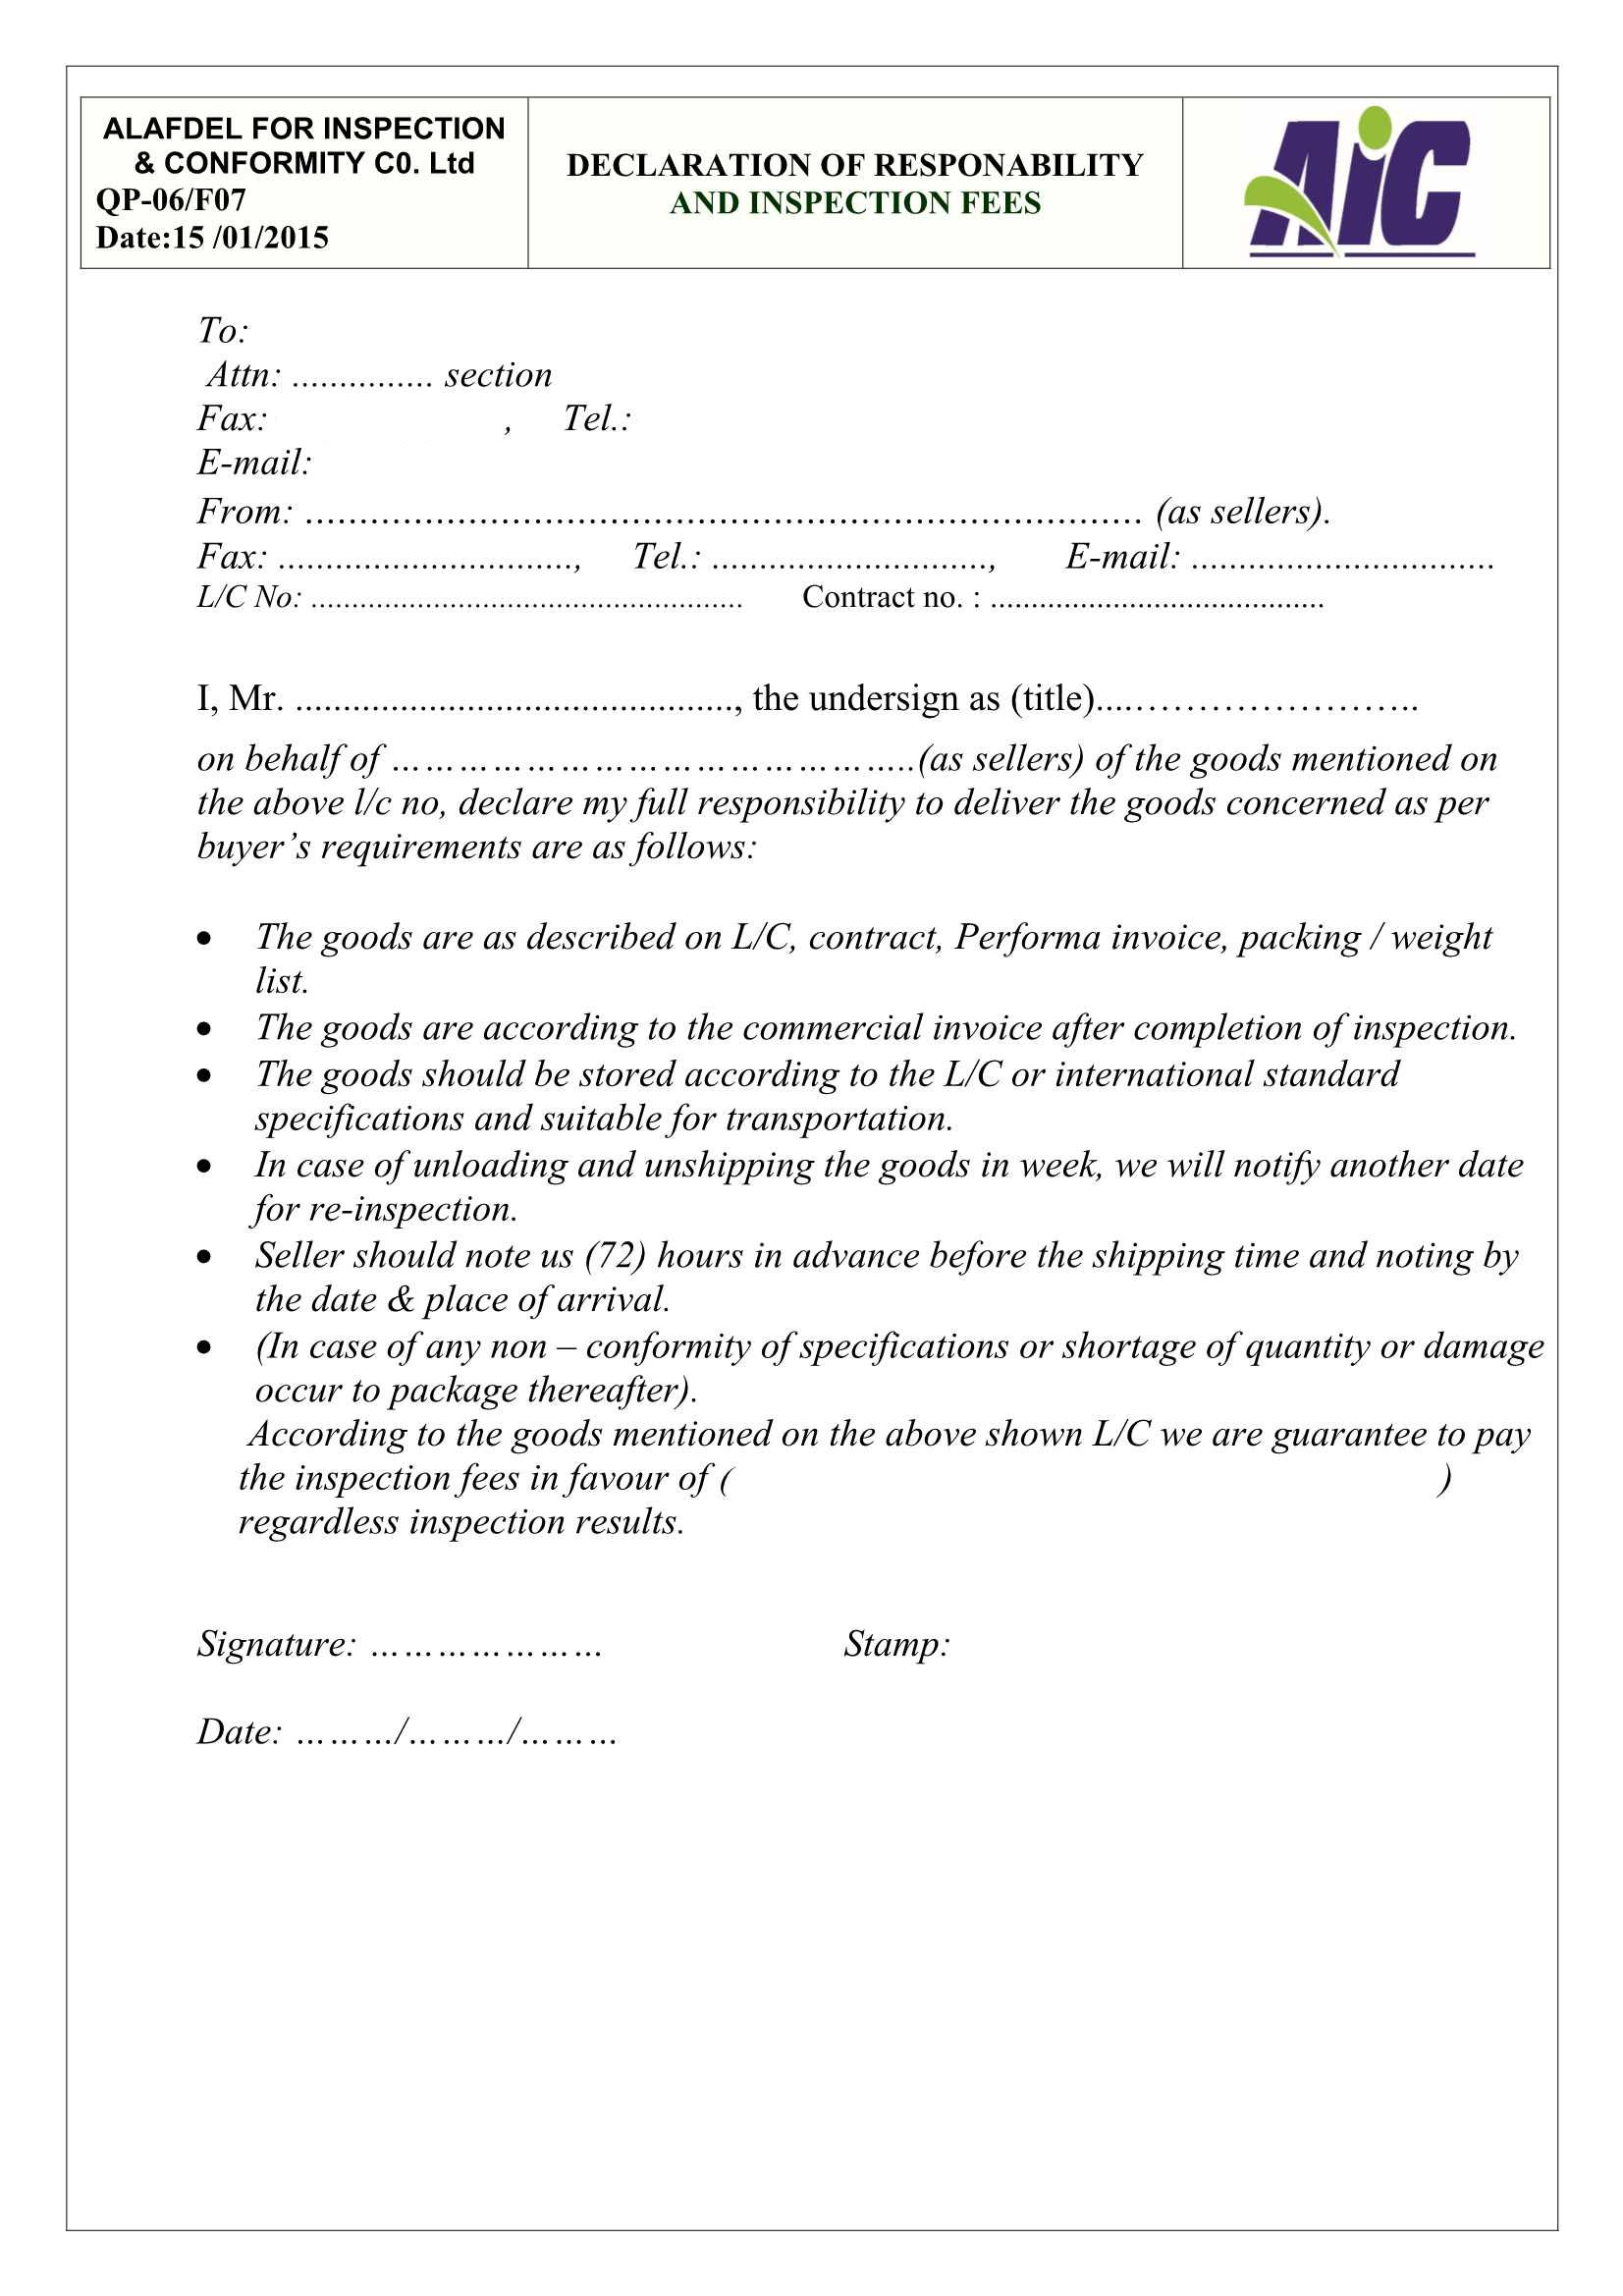 ALAFDEL FOR INSPECTION
& CONFORMITY C0. Ltd
QP-06/F07
Date:15 /01/2015
DECLARATION OF RESPONABILITY
AND INSPECTION FEES
AiC
To:
Attn: ............... section
Fax: , Tel.:
E-mail:
From: ............................................................................ (as sellers).
Fax: ..............................., Tel.: ............................., E-mail: ................................
L/C No: ..................................................... Contract no. : .........................................
I, Mr. .............................................., the undersign as (title)....…………………..
on behalf of ………………………………………..(as sellers) of the goods mentioned on
the above l/c no, declare my full responsibility to deliver the goods concerned as per
buyer’s requirements are as follows:
• The goods are as described on L/C, contract, Performa invoice, packing / weight
list.
• The goods are according to the commercial invoice after completion of inspection.
• The goods should be stored according to the L/C or international standard
specifications and suitable for transportation.
• In case of unloading and unshipping the goods in week, we will notify another date
for re-inspection.
• Seller should note us (72) hours in advance before the shipping time and noting by
the date & place of arrival.
• (In case of any non – conformity of specifications or shortage of quantity or damage
occur to package thereafter).
According to the goods mentioned on the above shown L/C we are guarantee to pay
the inspection fees in favour of ( )
regardless inspection results.
Signature: ………………… Stamp:
Date: ………/………/………